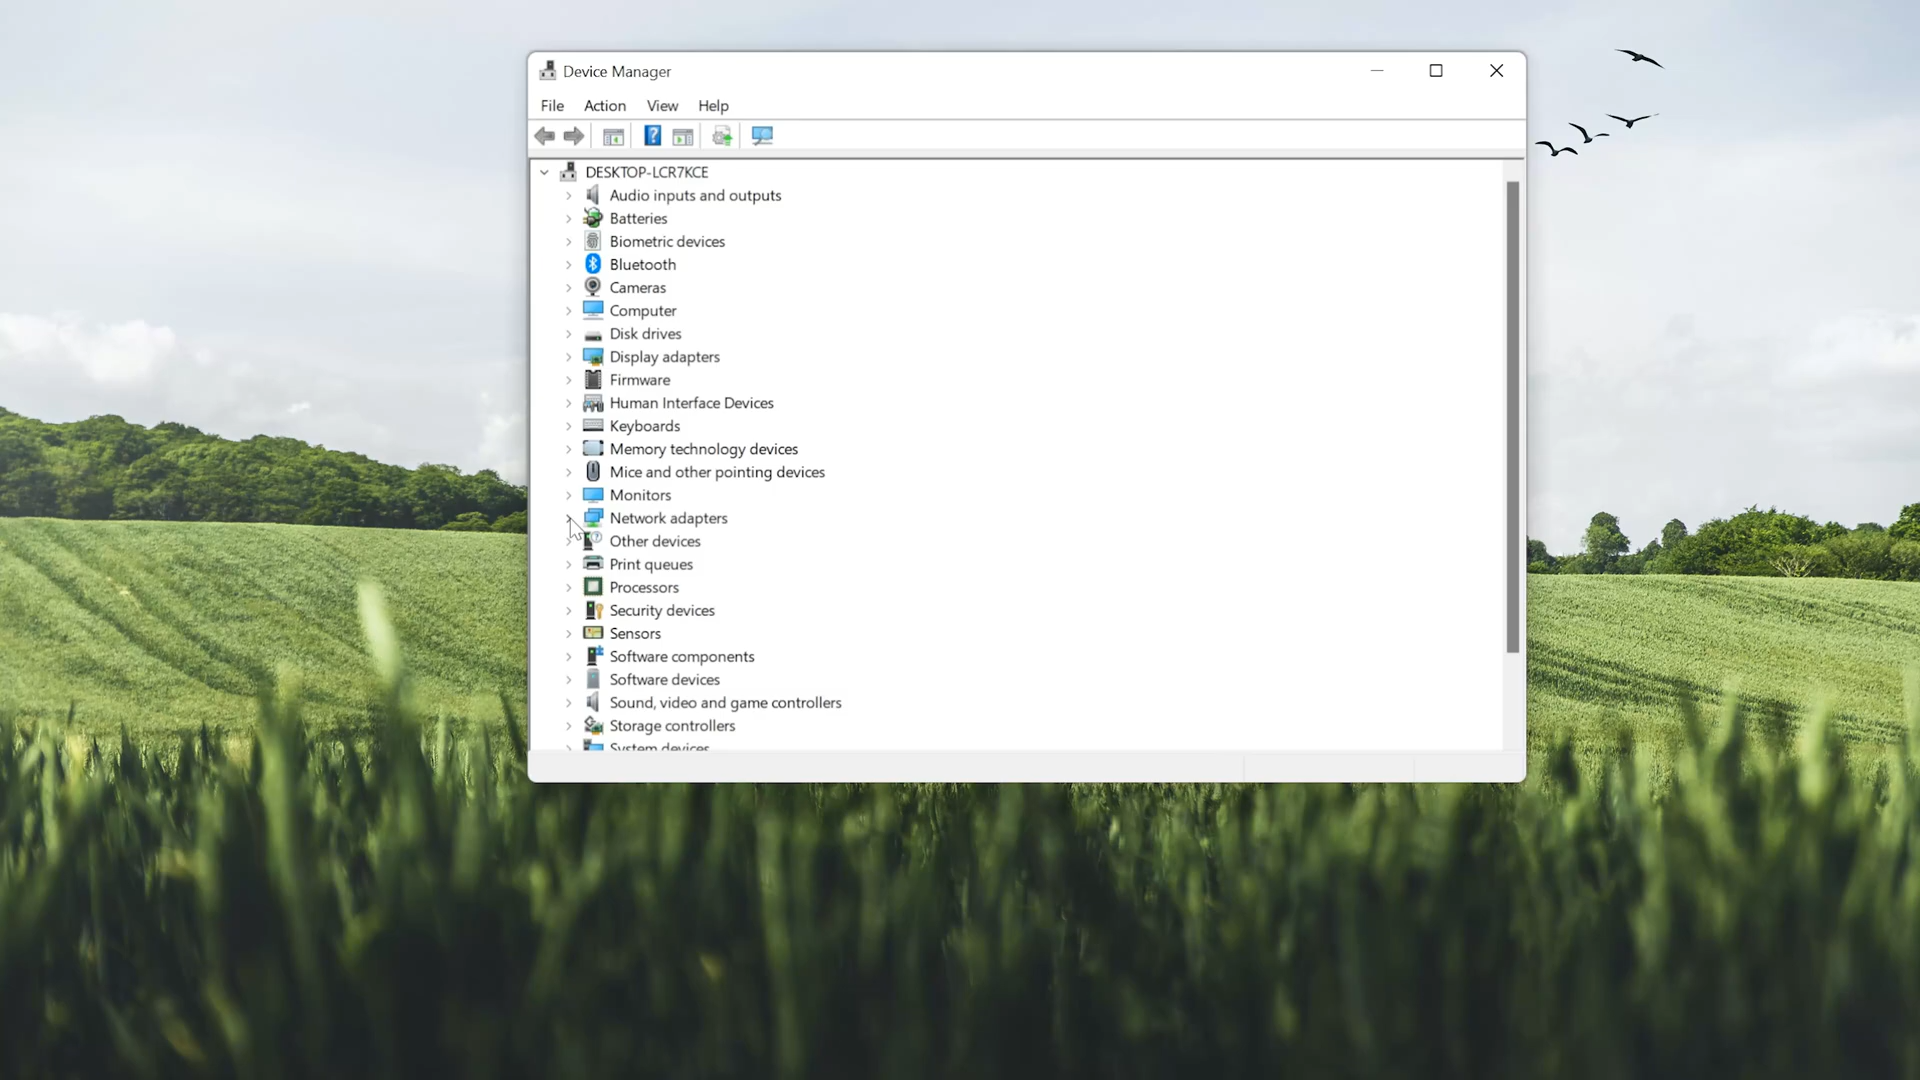 Device Manager
File Action View Help
?
DESKTOP-LCR7KCE
Audio inputs and outputs
Batteries
Biometric devices
Bluetooth
Cameras
Computer
Disk drives
Display adapters
Firmware
Human Interface Devices
Keyboards
Memory technology devices
Mice and other pointing devices
Monitors
Network adapters
Other devices
Print queues
Processors
Security devices
Sensors
Software components
Software devices
Sound, video and game controllers
Storage controllers
System devices